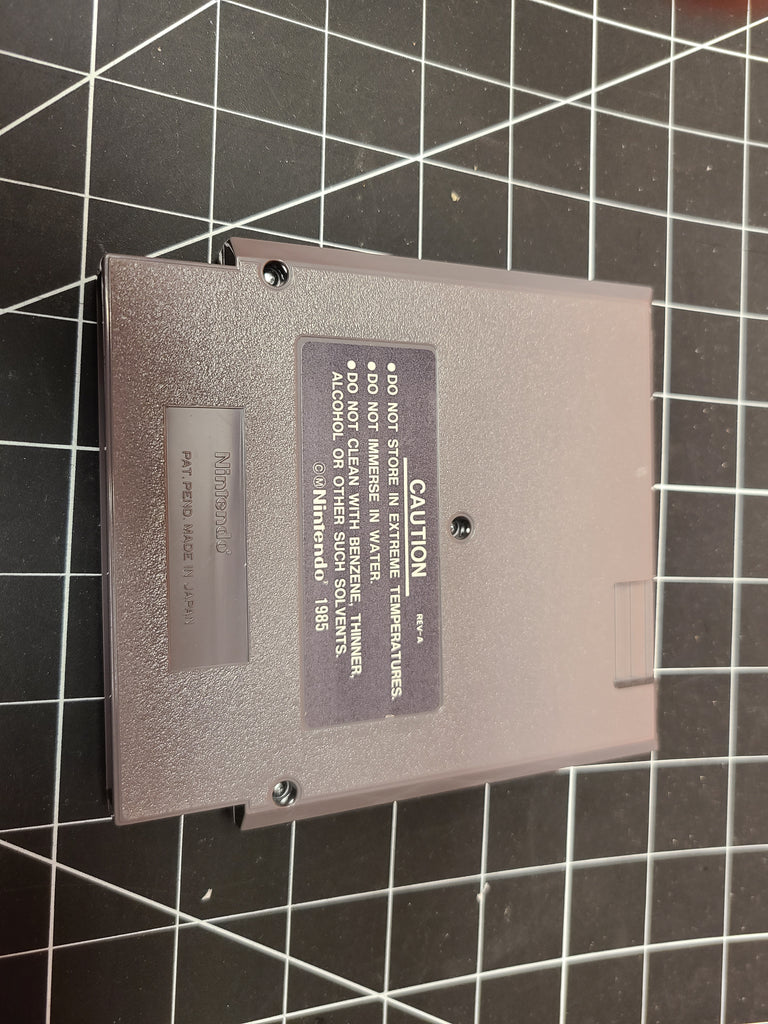 CAUTION REV-A
●DO NOT STORE IN EXTREME TEMPERATURES.
●DO NOT IMMERSE IN WATER.
●DO NOT CLEAN WITH BENZENE, THINNER,
ALCOHOL OR OTHER SUCH SOLVENTS.
©ⓂNintendo® 1985
Nintendo®
PAT. PEND. MADE IN JAPAN